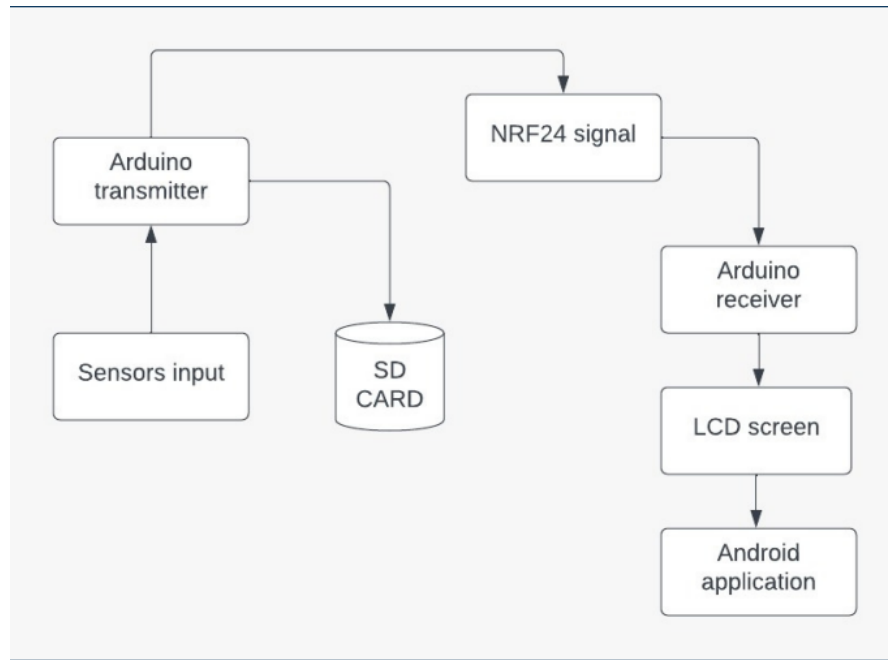 NRF24 signal
Arduino
transmitter
Arduino
receiver
Sensors input
SD
CARD
LCD screen
Android
application